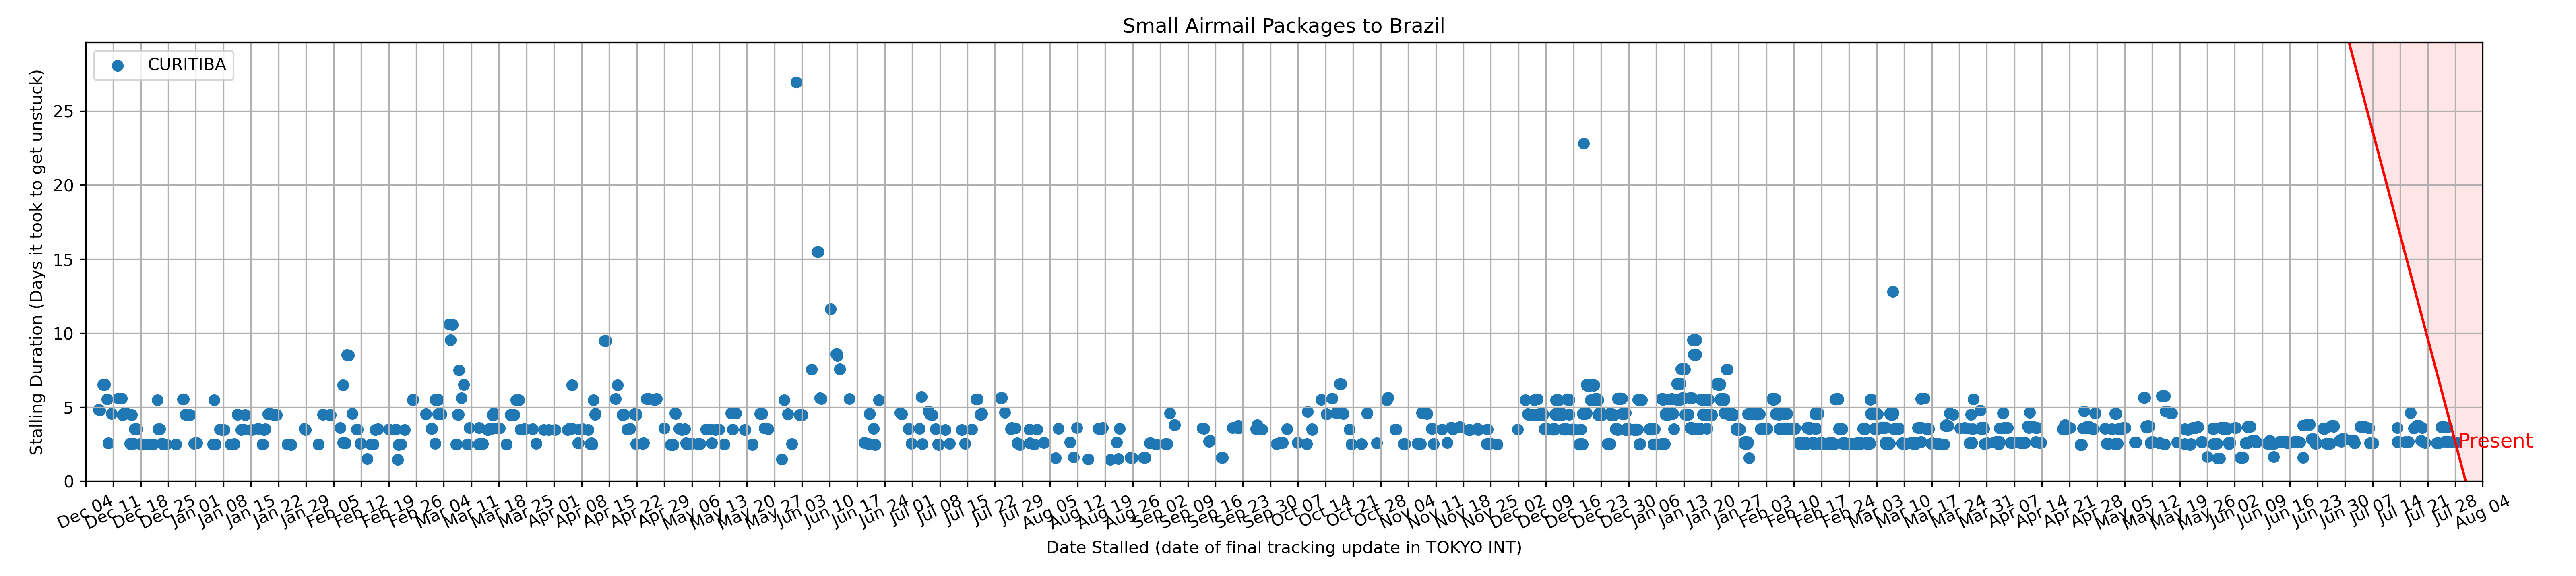 Small Airmail Packages to Brazil
CURITIBA
Stalling Duration (Days it took to get unstuck)
25
20
15
10
5
0
Present
Dec 04 Dec 11 Dec 18 Dec 25 Jan 01 Jan 08 Jan 15 Jan 22 Jan 29 Feb 05 Feb 12 Feb 19 Feb 26 Mar 04 Mar 11 Mar 18 Mar 25 Apr 01 Apr 08 Apr 15 Apr 22 Apr 29 May 06 May 13 May 20 May 27 Jun 03 Jun 10 Jun 17 Jun 24 Jul 01 Jul 08 Jul 15 Jul 22 Jul 29 Aug 05 Aug 12 Aug 19 Aug 26 Sep 02 Sep 09 Sep 16 Sep 23 Sep 30 Oct 07 Oct 14 Oct 21 Oct 28 Nov 04 Nov 11 Nov 18 Nov 25 Dec 02 Dec 09 Dec 16 Dec 23 Dec 30 Jan 06 Jan 13 Jan 20 Jan 27 Feb 03 Feb 10 Feb 17 Feb 24 Mar 03 Mar 10 Mar 17 Mar 24 Mar 31 Apr 07 Apr 14 Apr 21 Apr 28 May 05 May 12 May 19 May 26 Jun 02 Jun 09 Jun 16 Jun 23 Jun 30 Jul 07 Jul 14 Jul 21 Jul 28 Aug 04
Date Stalled (date of final tracking update in TOKYO INT)